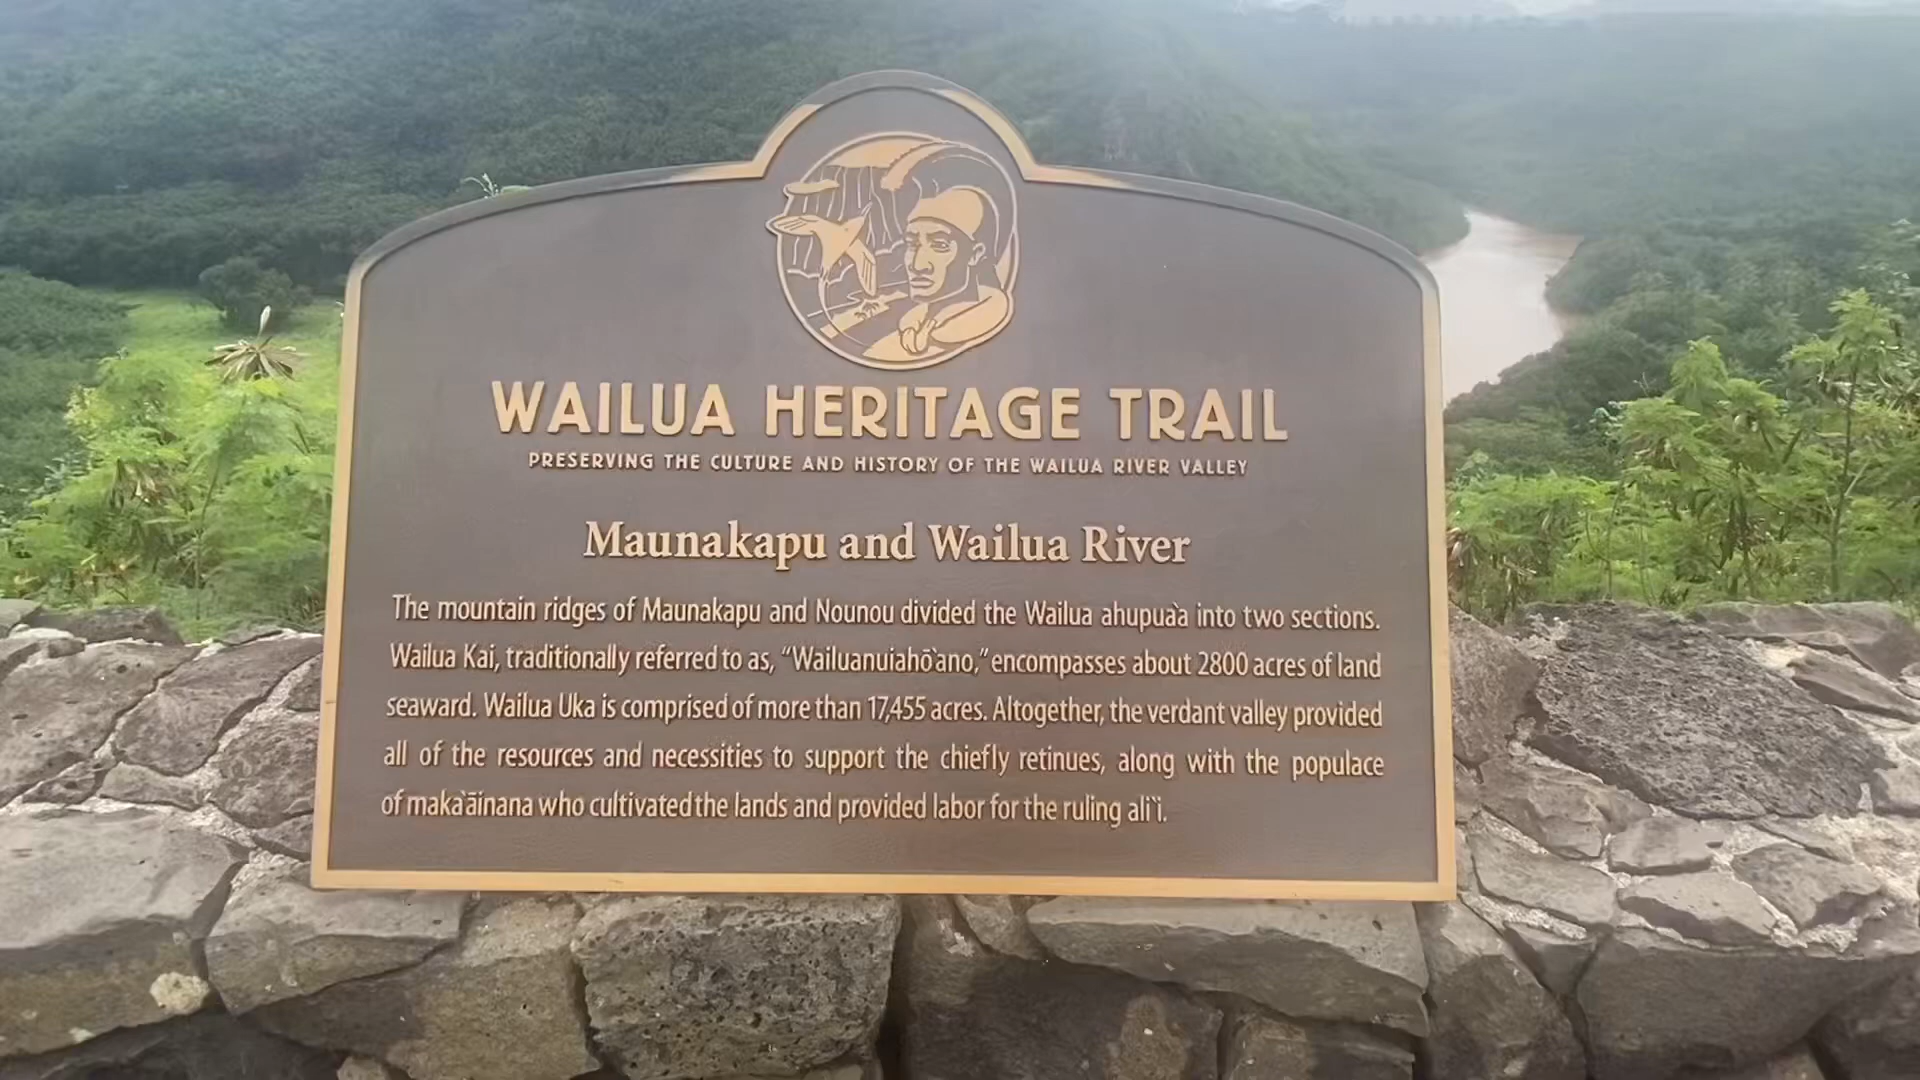 WAILUA HERITAGE TRAIL
PRESERVING THE CULTURE AND HISTORY OF THE WAILUA RIVER VALLEY
Maunakapu and Wailua River
The mountain ridges of Maunakapu and Nounou divided the Wailua ahupua`a into two sections.
Wailua Kai, traditionally referred to as, “Wailuanuiahō`ano,” encompasses about 2800 acres of land
seaward. Wailua Uka is comprised of more than 17,455 acres. Altogether, the verdant valley provided
all of the resources and necessities to support the chiefly retinues, along with the populace
of maka`āinana who cultivated the lands and provided labor for the ruling ali`i.